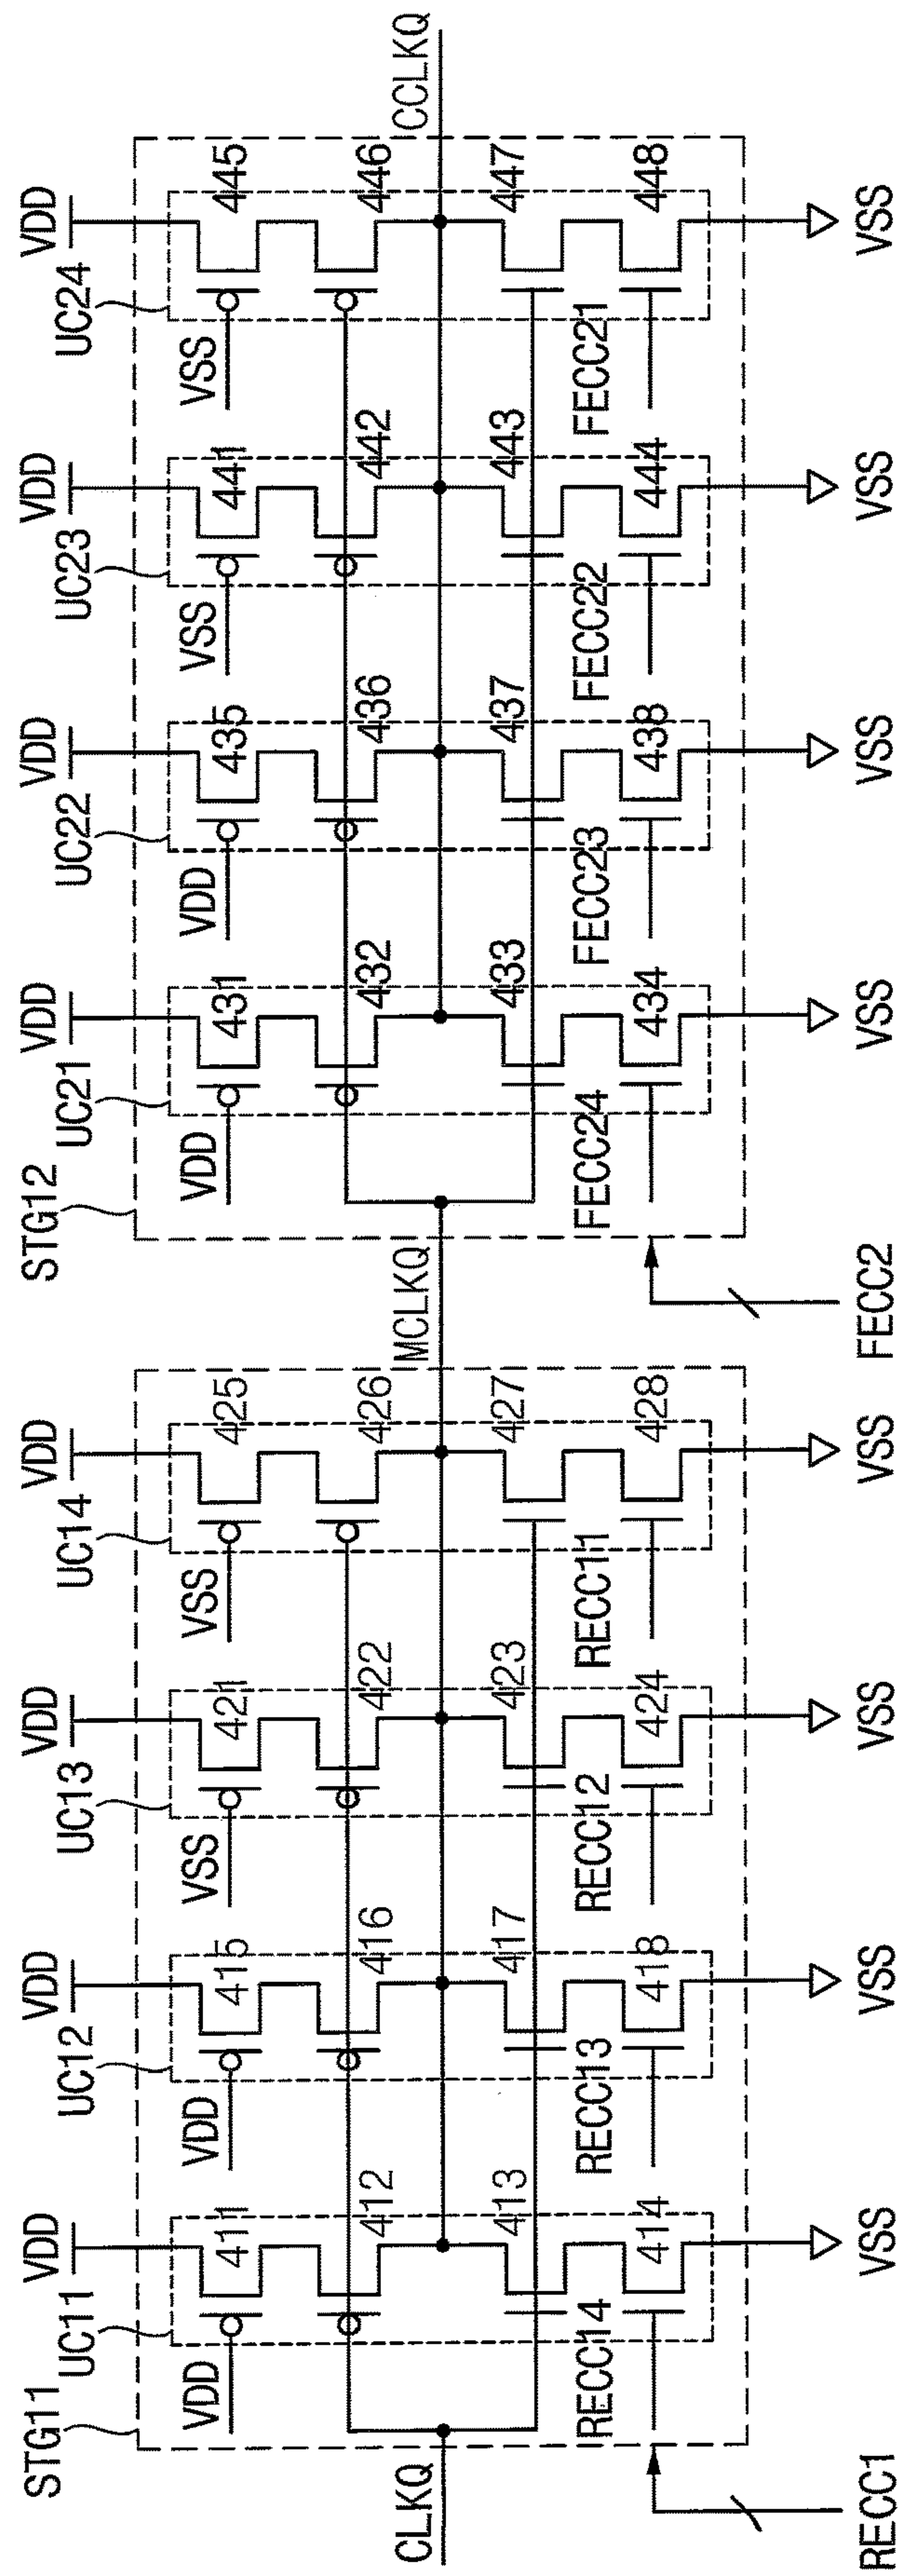 STG11
STG12
UC11
UC12
UC13
UC14
UC21
UC22
UC23
UC24
VDD
VDD
VDD
VDD
VDD
VDD
VDD
VDD
VDD
411
VDD
415
VSS
421
VSS
425
VDD
431
VDD
435
VSS
441
VSS
445
412
416
422
426
432
436
442
446
CLKQ
MCLKQ
CCLKQ
413
417
423
427
433
437
443
447
RECC14
414
RECC13
418
RECC12
424
RECC11
428
FECC24
434
FECC23
438
FECC22
444
FECC21
448
RECC1
VSS
VSS
VSS
VSS
FECC2
VSS
VSS
VSS
VSS